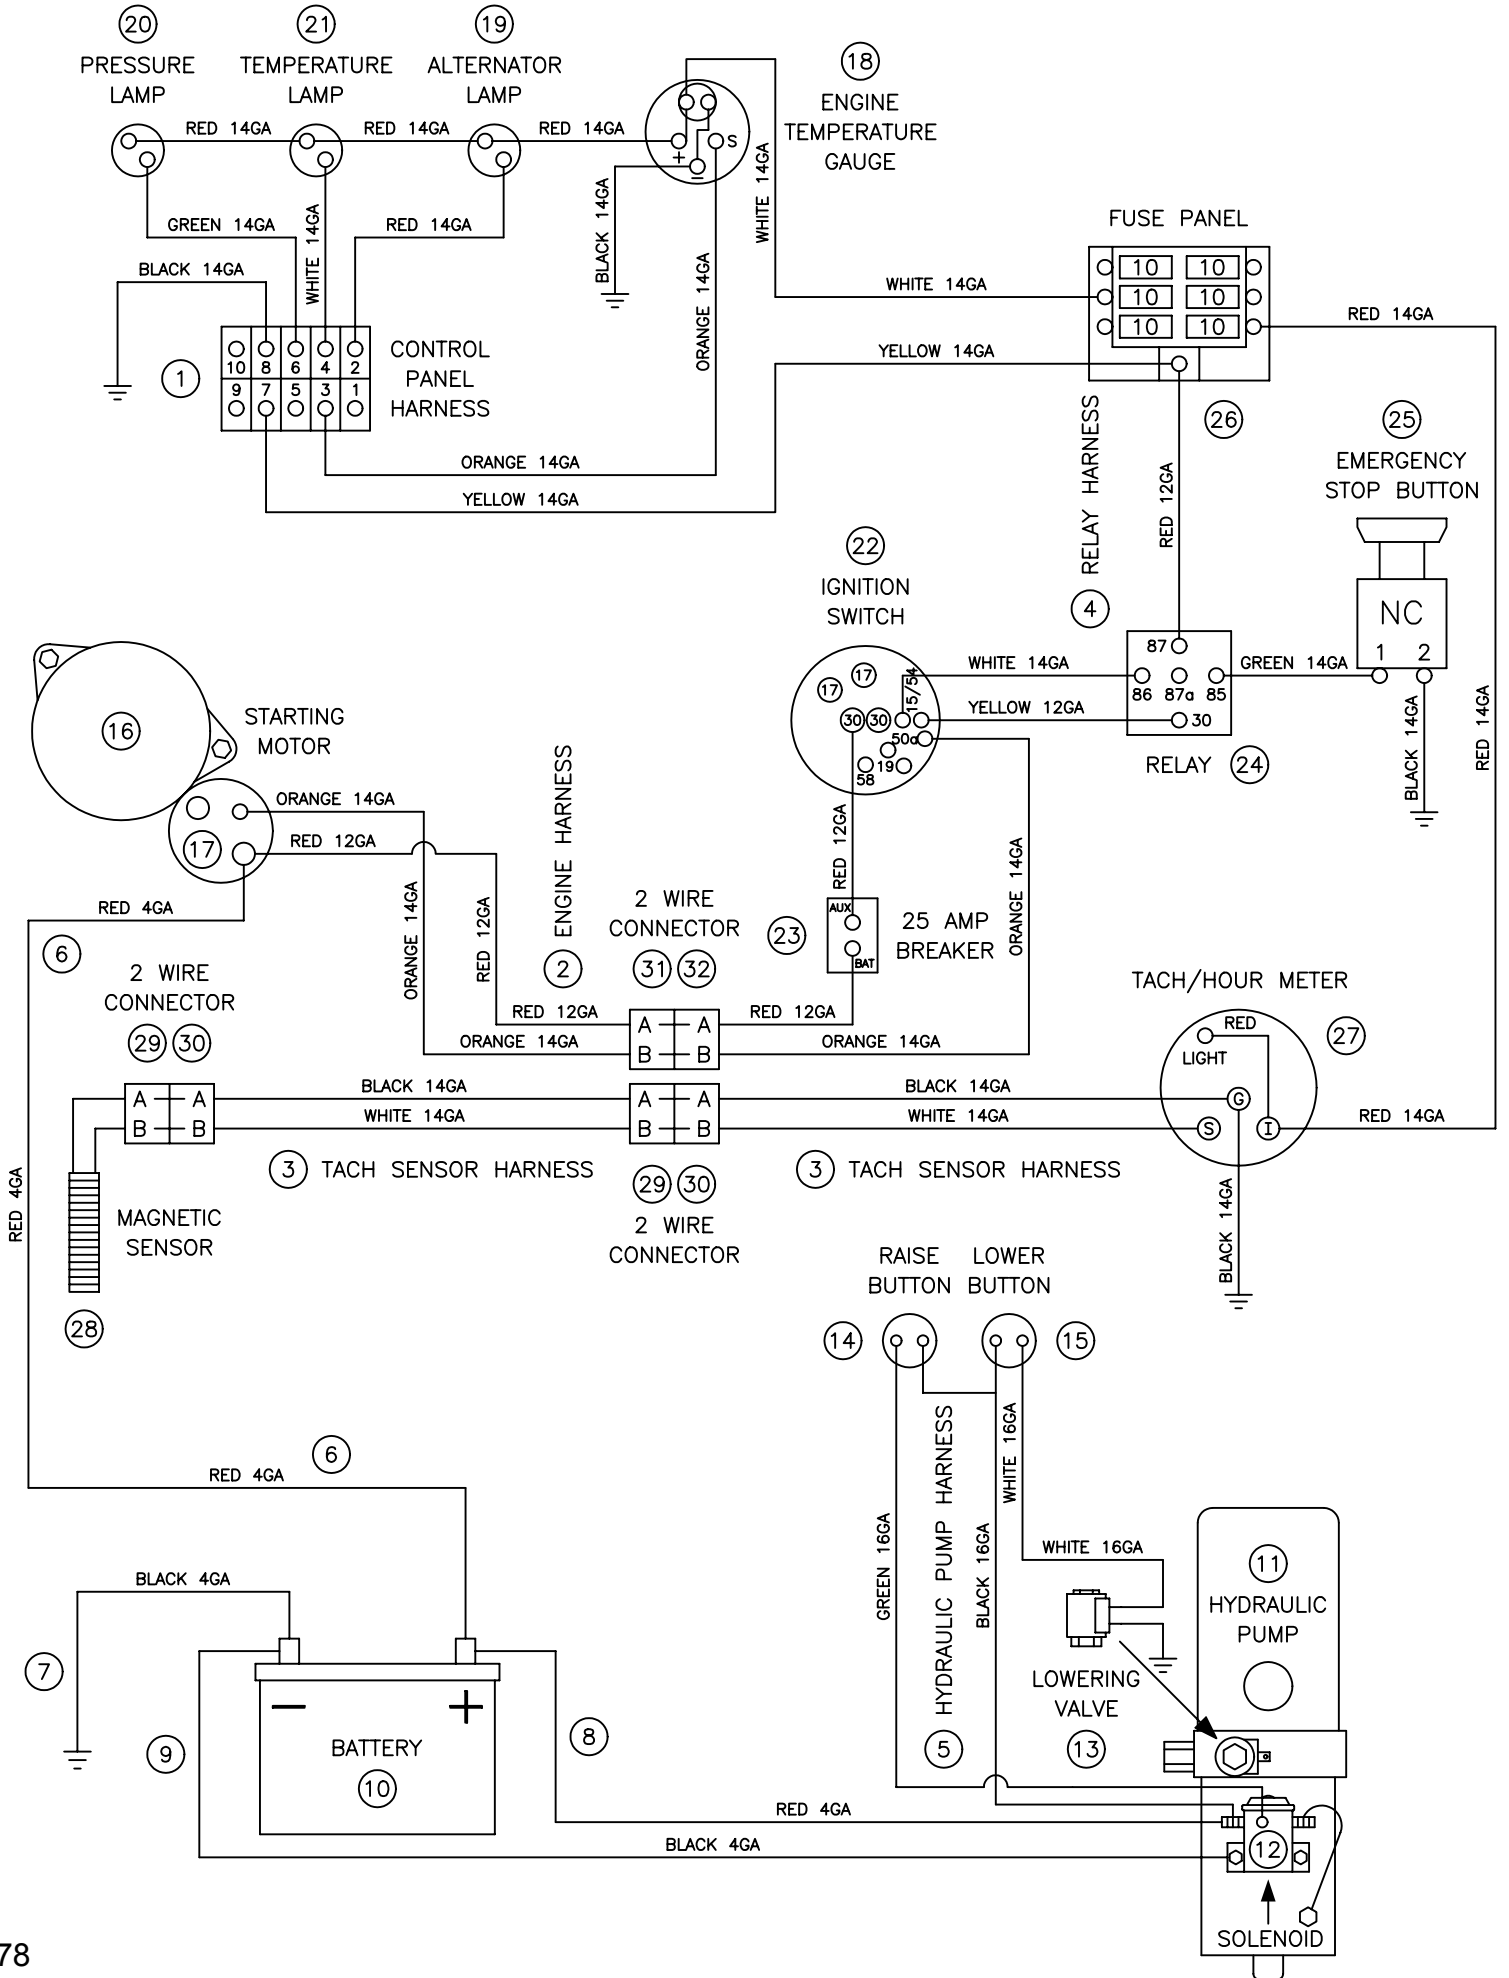 20 21 19
PRESSURE LAMP
TEMPERATURE LAMP
ALTERNATOR LAMP
18
ENGINE TEMPERATURE GAUGE
RED 14GA
RED 14GA
RED 14GA
+
–
S
GREEN 14GA
WHITE 14GA
RED 14GA
BLACK 14GA
BLACK 14GA
ORANGE 14GA
WHITE 14GA
WHITE 14GA
FUSE PANEL
10 10
10 10
10 10
RED 14GA
1
10 8 6 4 2
9 7 5 3 1
CONTROL
PANEL
HARNESS
YELLOW 14GA
ORANGE 14GA
YELLOW 14GA
26
RELAY HARNESS
4
RED 12GA
25
EMERGENCY
STOP BUTTON
NC
1 2
22
IGNITION
SWITCH
17 17
30 30
15/54
50a
58
19
WHITE 14GA
YELLOW 12GA
87
86 87a 85
30
RELAY 24
GREEN 14GA
BLACK 14GA
RED 14GA
16
STARTING
MOTOR
17
ORANGE 14GA
RED 12GA
RED 4GA
6
ORANGE 14GA
RED 12GA
ENGINE HARNESS
2
2 WIRE
CONNECTOR
31 32
RED 12GA
23
AUX
BAT
25 AMP
BREAKER
ORANGE 14GA
2 WIRE
CONNECTOR
29 30
RED 12GA
ORANGE 14GA
A A
B B
RED 12GA
ORANGE 14GA
TACH/HOUR METER
27
RED
LIGHT
G
S
I
RED 14GA
A A
B B
BLACK 14GA
WHITE 14GA
A A
B B
BLACK 14GA
WHITE 14GA
3 TACH SENSOR HARNESS
29 30
2 WIRE
CONNECTOR
3 TACH SENSOR HARNESS
BLACK 14GA
MAGNETIC
SENSOR
28
RED 4GA
RAISE
BUTTON
LOWER
BUTTON
14
15
6
RED 4GA
GREEN 16GA
HYDRAULIC PUMP HARNESS
5
BLACK 16GA
WHITE 16GA
WHITE 16GA
LOWERING
VALVE
13
11
HYDRAULIC
PUMP
BLACK 4GA
7
9
8
– +
BATTERY
10
RED 4GA
BLACK 4GA
12
SOLENOID
78